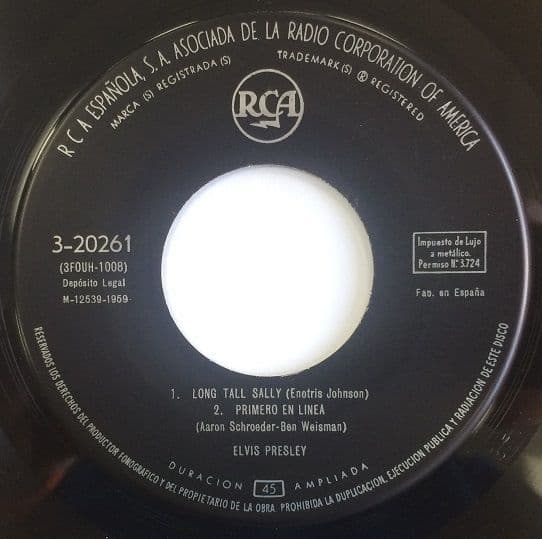 RCA ESPAÑOLA, S. A. ASOCIADA DE LA RADIO CORPORATION OF AMERICA
MARCA (S) REGISTRADA (S)
TRADEMARK (S) ® REGISTERED
RCA
3-20261
(3FOUH-1008)
Depósito Legal
M-12539-1959
Impuesto de Lujo
a metálico.
Permiso Nº 3.724
Fab. en España
1. LONG TALL SALLY (Enotris Johnson)
2. PRIMERO EN LINEA
(Aaron Schroeder-Ben Weisman)
ELVIS PRESLEY
DURACION 45 AMPLIADA
RESERVADOS LOS DERECHOS DEL PRODUCTOR FONOGRAFICO Y DEL PROPIETARIO DE LA OBRA. PROHIBIDA LA DUPLICACION, EJECUCION PUBLICA Y RADIACION DE ESTE DISCO